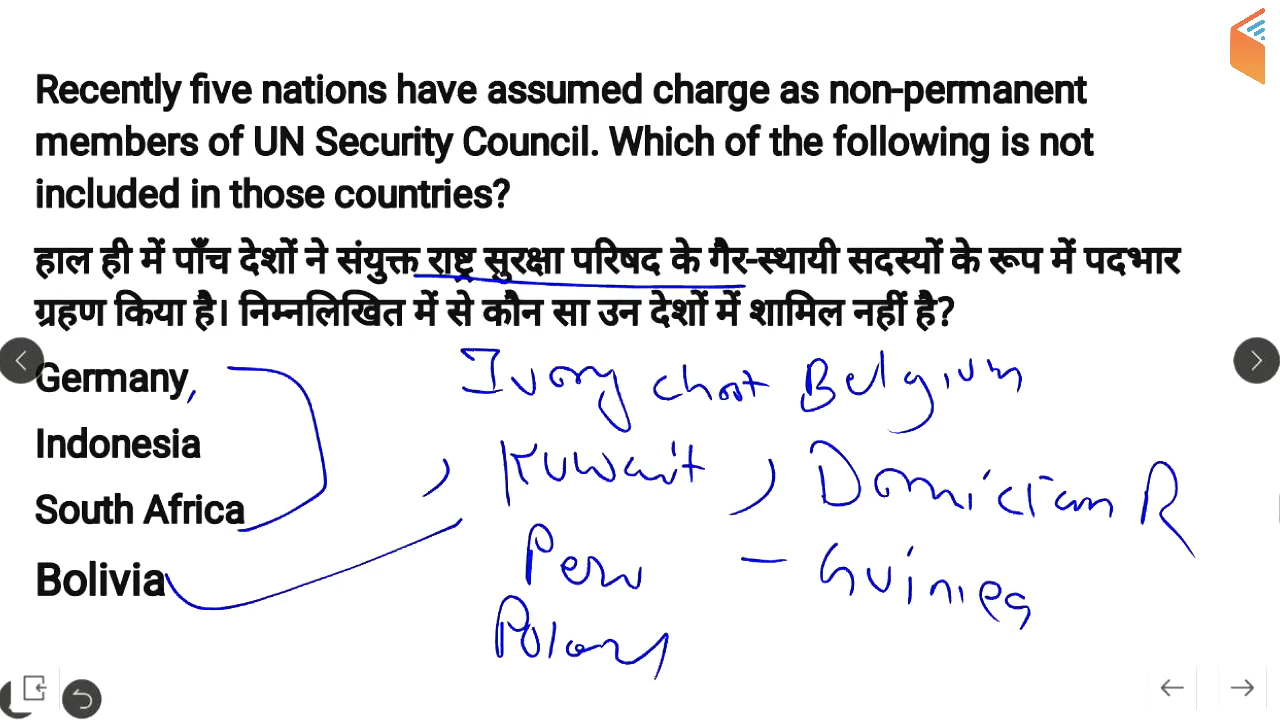 Recently five nations have assumed charge as non-permanent
members of UN Security Council. Which of the following is not
included in those countries?
हाल ही में पाँच देशों ने संयुक्त राष्ट्र सुरक्षा परिषद के गैर-स्थायी सदस्यों के रूप में पदभार
ग्रहण किया है। निम्नलिखित में से कौन सा उन देशों में शामिल नहीं है?
Germany,
Ivory chost Belgium
Indonesia
, Kuwait , Domician R
South Africa
Peru - Guinea
Bolivia
Poland